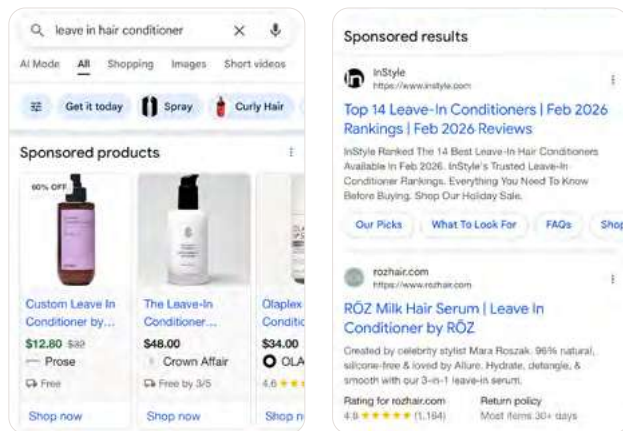 leave in hair conditioner
AI Mode All Shopping Images Short videos
Get it today Spray Curly Hair
Sponsored products
60% OFF
Custom Leave In
Conditioner by...
$12.80 $32
Prose
Free
Shop now
The Leave-In
Conditioner...
$48.00
Crown Affair
Free by 3/5
Shop now
Olaplex
Conditio
$34.00
OLA
4.6
Shop n
Sponsored results
InStyle
https://www.instyle.com
Top 14 Leave-In Conditioners | Feb 2026
Rankings | Feb 2026 Reviews
InStyle Ranked The 14 Best Leave-In Hair Conditioners
Available In Feb 2026. InStyle's Trusted Leave-In
Conditioner Rankings. Everything You Need To Know
Before Buying. Shop Our Holiday Sale.
Our Picks What To Look For FAQs Shop
rozhair.com
https://www.rozhair.com
RŌZ Milk Hair Serum | Leave In
Conditioner by RŌZ
Created by celebrity stylist Mara Roszak. 96% natural,
silicone-free & loved by Allure. Hydrate, detangle, &
smooth with our 3-in-1 leave-in serum.
Rating for rozhair.com Return policy
4.8 ★★★★★ (1,164) Most items 30+ days